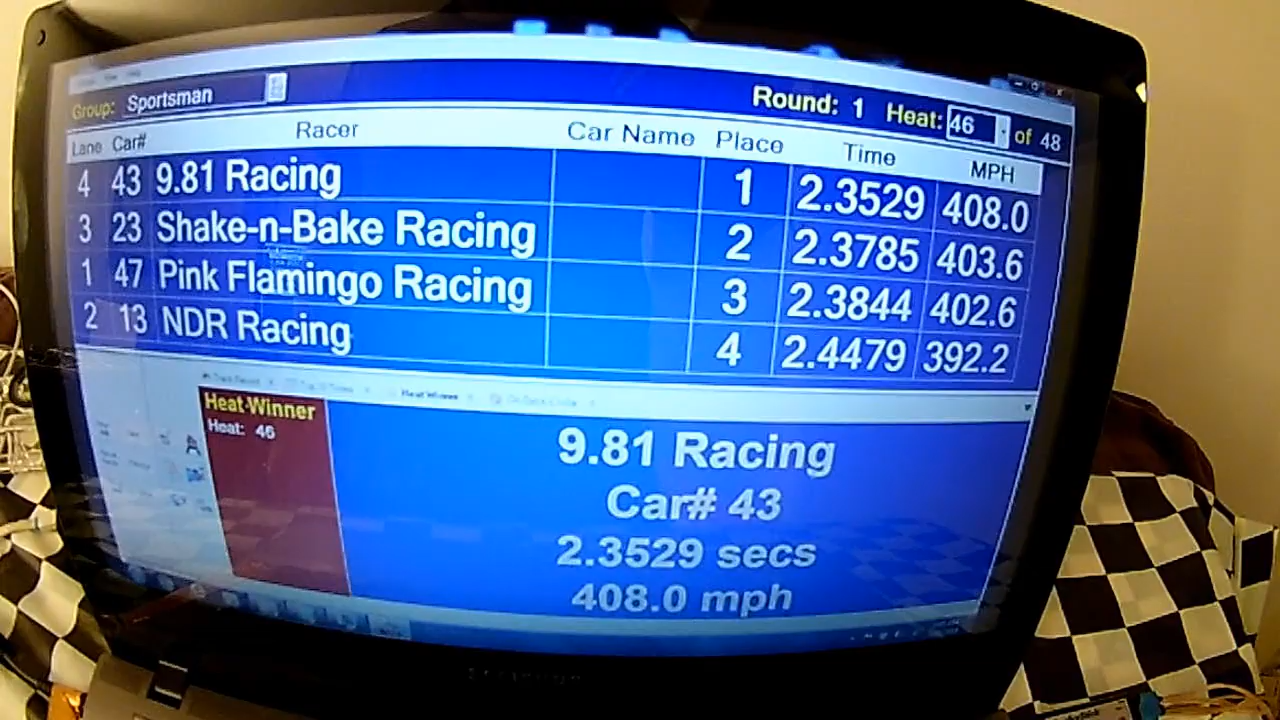 Group: Sportsman Round: 1 Heat: 46 of 48
Lane Car# Racer Car Name Place Time MPH
4 43 9.81 Racing 1 2.3529 408.0
3 23 Shake-n-Bake Racing 2 2.3785 403.6
1 47 Pink Flamingo Racing 3 2.3844 402.6
2 13 NDR Racing 4 2.4479 392.2
Heat Winner
Heat Winner
Heat: 46
9.81 Racing
Car# 43
2.3529 secs
408.0 mph